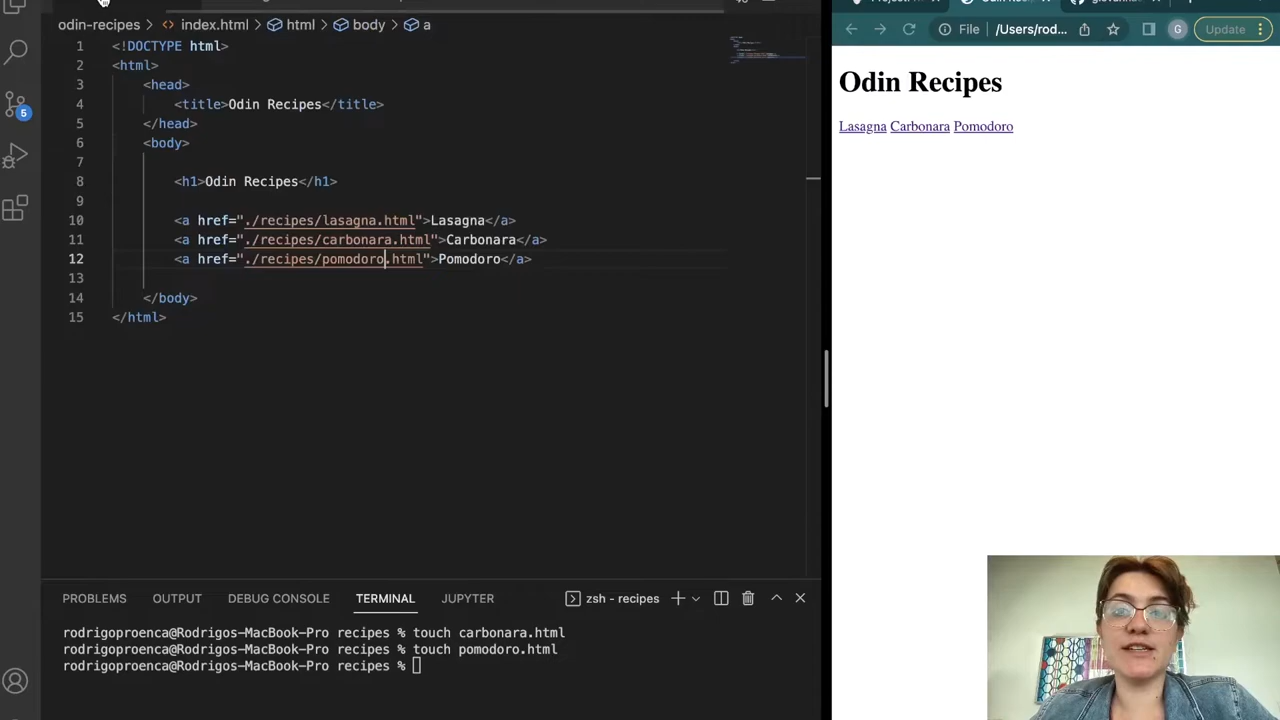 odin-recipes > index.html > html > body > a
1 <!DOCTYPE html>
2 <html>
3 <head>
4 <title>Odin Recipes</title>
5 </head>
6 <body>
7
8 <h1>Odin Recipes</h1>
9
10 <a href="./recipes/lasagna.html">Lasagna</a>
11 <a href="./recipes/carbonara.html">Carbonara</a>
12 <a href="./recipes/pomodoro.html">Pomodoro</a>
13
14 </body>
15 </html>
5
PROBLEMS OUTPUT DEBUG CONSOLE TERMINAL JUPYTER zsh - recipes
rodrigoproenca@Rodrigos-MacBook-Pro recipes % touch carbonara.html
rodrigoproenca@Rodrigos-MacBook-Pro recipes % touch pomodoro.html
rodrigoproenca@Rodrigos-MacBook-Pro recipes %
File /Users/rod... G Update
Odin Recipes
Lasagna Carbonara Pomodoro